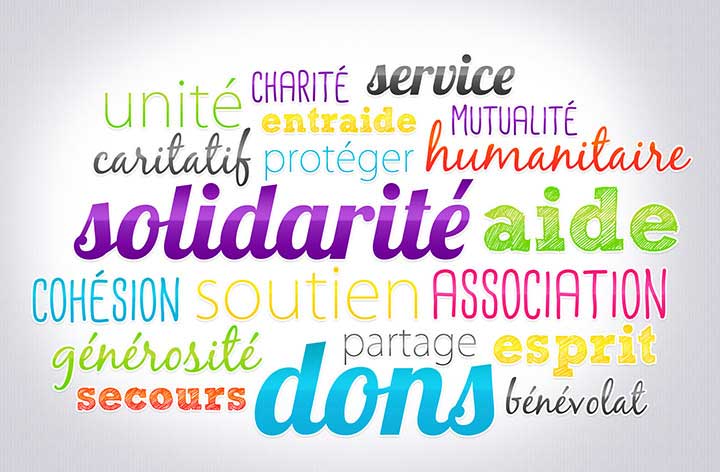 unité CHARITÉ service
entraide MUTUALITÉ
caritatif protéger humanitaire
solidarité aide
COHÉSION soutien ASSOCIATION
générosité partage esprit
secours dons bénévolat